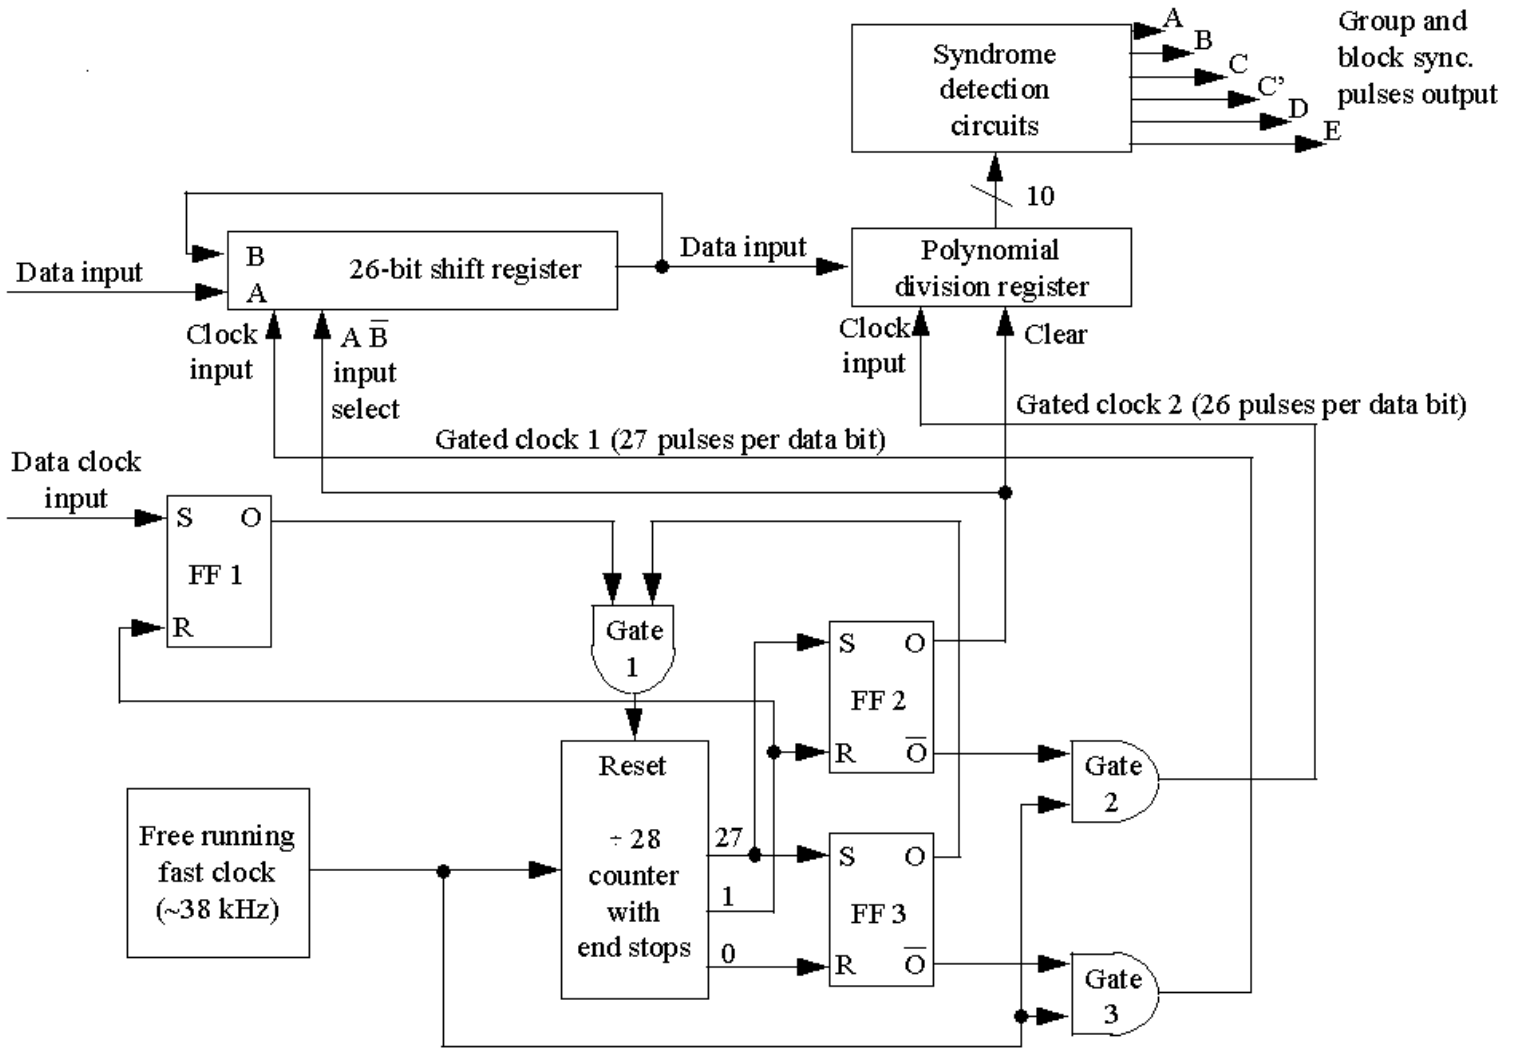 A
B
C
C’
D
E
Group and
block sync.
pulses output
Syndrome
detection
circuits
10
Data input
B
A
26-bit shift register
Data input
Polynomial
division register
Clock
input
A B̅
input
select
Clock
input
Clear
Gated clock 2 (26 pulses per data bit)
Gated clock 1 (27 pulses per data bit)
Data clock
input
S O
FF 1
R
Gate
1
S O
FF 2
R O̅
Gate
2
Free running
fast clock
(~38 kHz)
Reset
÷ 28
counter
with
end stops
27
1
0
S O
FF 3
R O̅
Gate
3